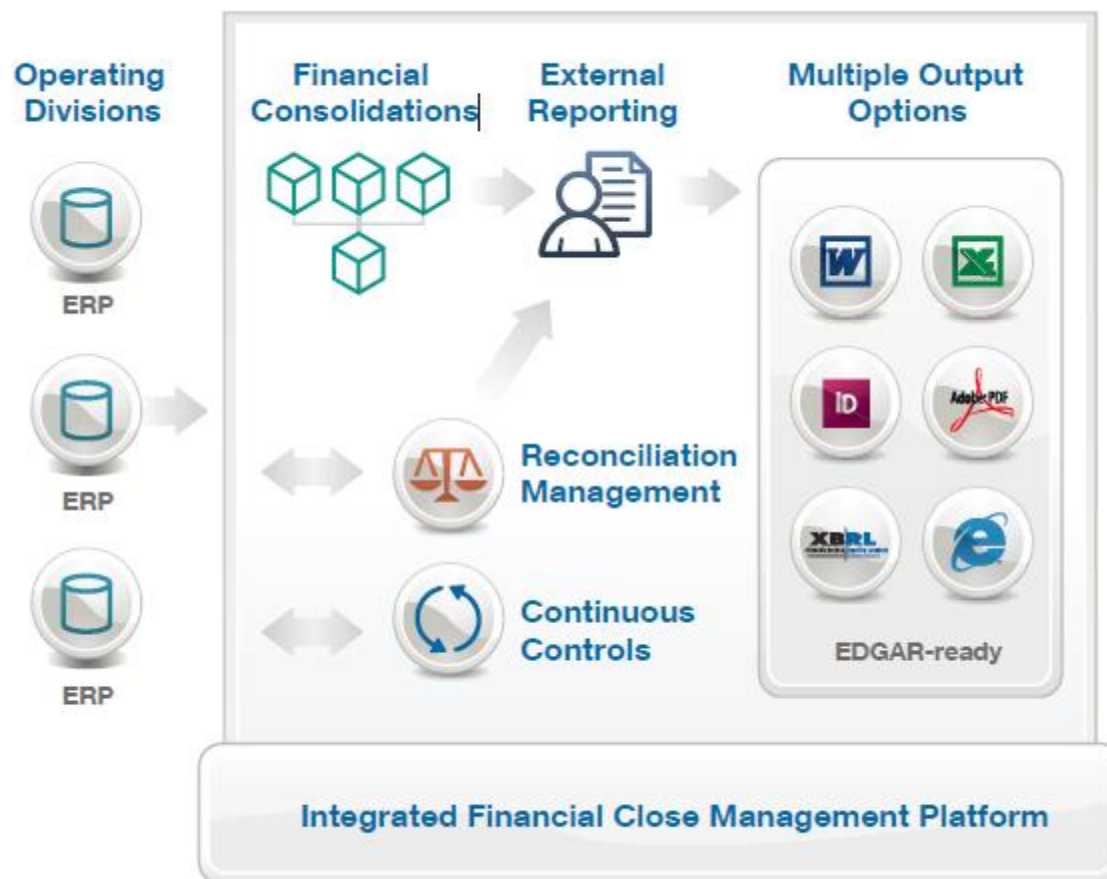 Operating
Divisions
Financial
Consolidations
External
Reporting
Multiple Output
Options
ERP
ERP
ERP
Reconciliation
Management
Continuous
Controls
W
X
ID
Adobe PDF
XBRL
e
EDGAR-ready
Integrated Financial Close Management Platform